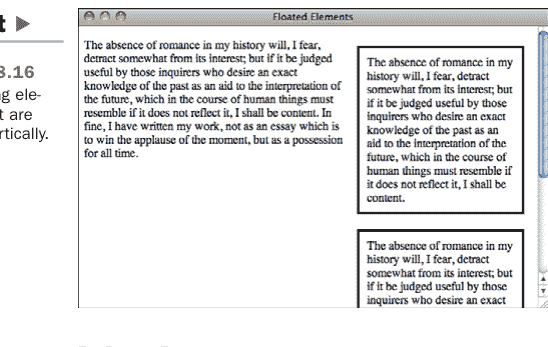 t ▶
3.16
g ele-
t are
rtically.
Floated Elements
The absence of romance in my history will, I fear,
detract somewhat from its interest; but if it be judged
useful by those inquirers who desire an exact
knowledge of the past as an aid to the interpretation of
the future, which in the course of human things must
resemble if it does not reflect it, I shall be content. In
fine, I have written my work, not as an essay which is
to win the applause of the moment, but as a possession
for all time.
The absence of romance in my
history will, I fear, detract
somewhat from its interest; but
if it be judged useful by those
inquirers who desire an exact
knowledge of the past as an
aid to the interpretation of the
future, which in the course of
human things must resemble if
it does not reflect it, I shall be
content.
The absence of romance in my
history will, I fear, detract
somewhat from its interest; but
if it be judged useful by those
inquirers who desire an exact